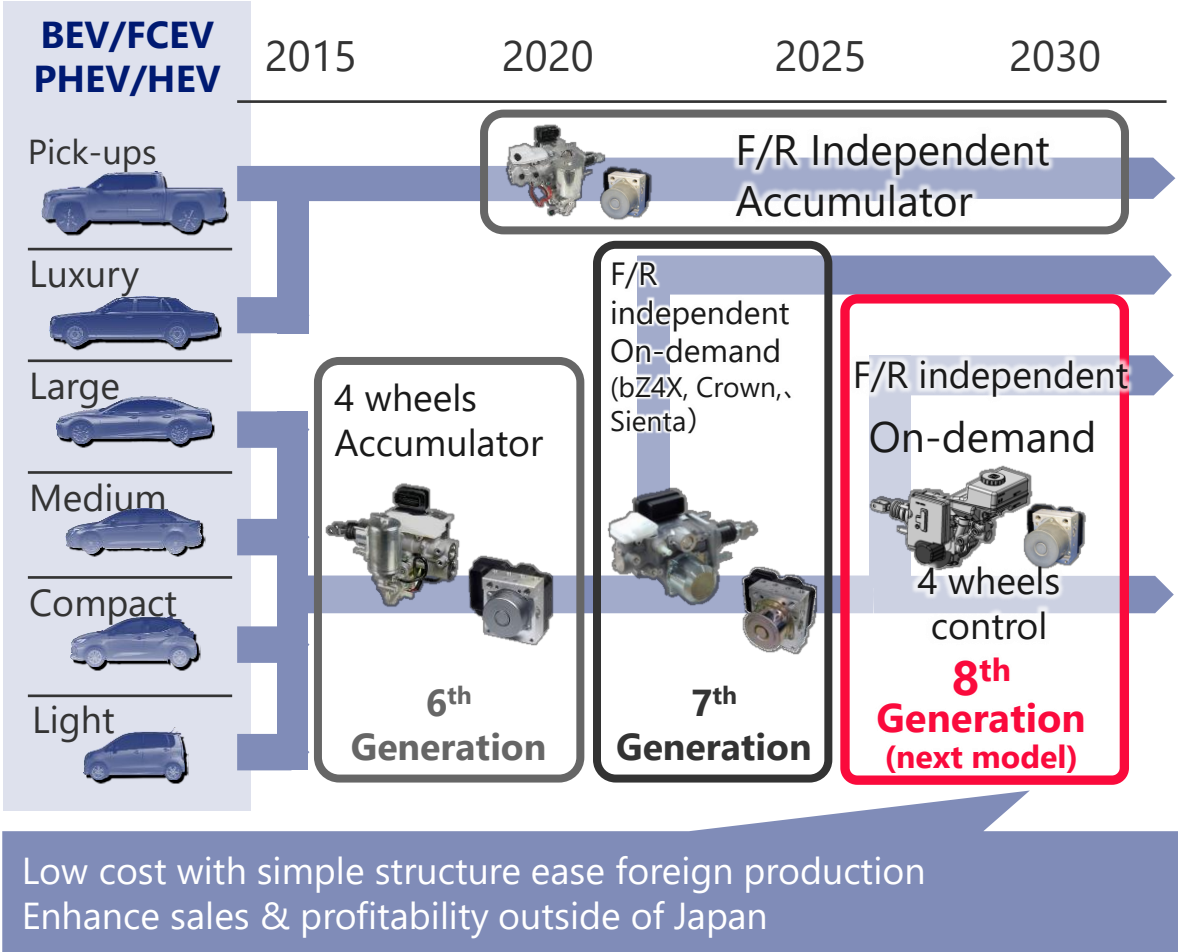 BEV/FCEV
PHEV/HEV
2015
2020
2025
2030
Pick-ups
Luxury
Large
Medium
Compact
Light
F/R Independent
Accumulator
4 wheels
Accumulator
6th
Generation
F/R
independent
On-demand
(bZ4X, Crown,、
Sienta）
7th
Generation
F/R independent
On-demand
4 wheels
control
8th
Generation
(next model)
Low cost with simple structure ease foreign production
Enhance sales & profitability outside of Japan